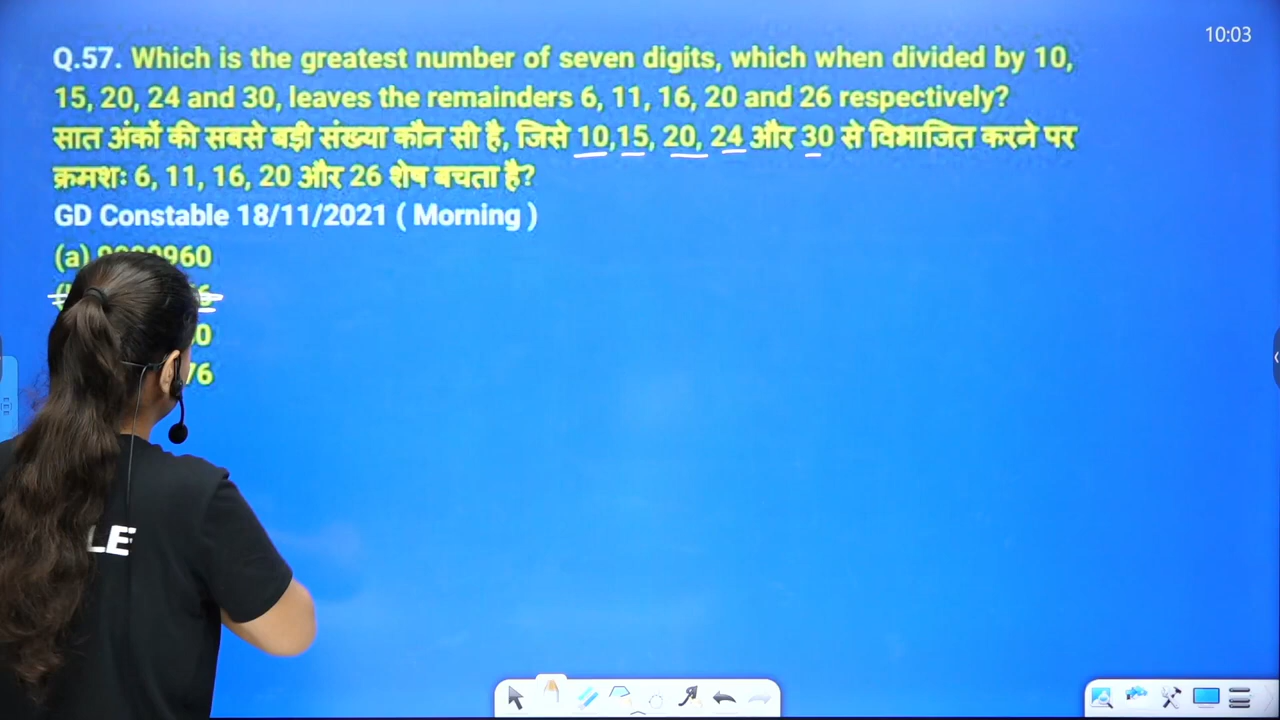 10:03
Q.57. Which is the greatest number of seven digits, which when divided by 10,
15, 20, 24 and 30, leaves the remainders 6, 11, 16, 20 and 26 respectively?
सात अंकों की सबसे बड़ी संख्या कौन सी है, जिसे 10,15, 20, 24 और 30 से विभाजित करने पर
क्रमशः 6, 11, 16, 20 और 26 शेष बचता है?
GD Constable 18/11/2021 ( Morning )
(a)